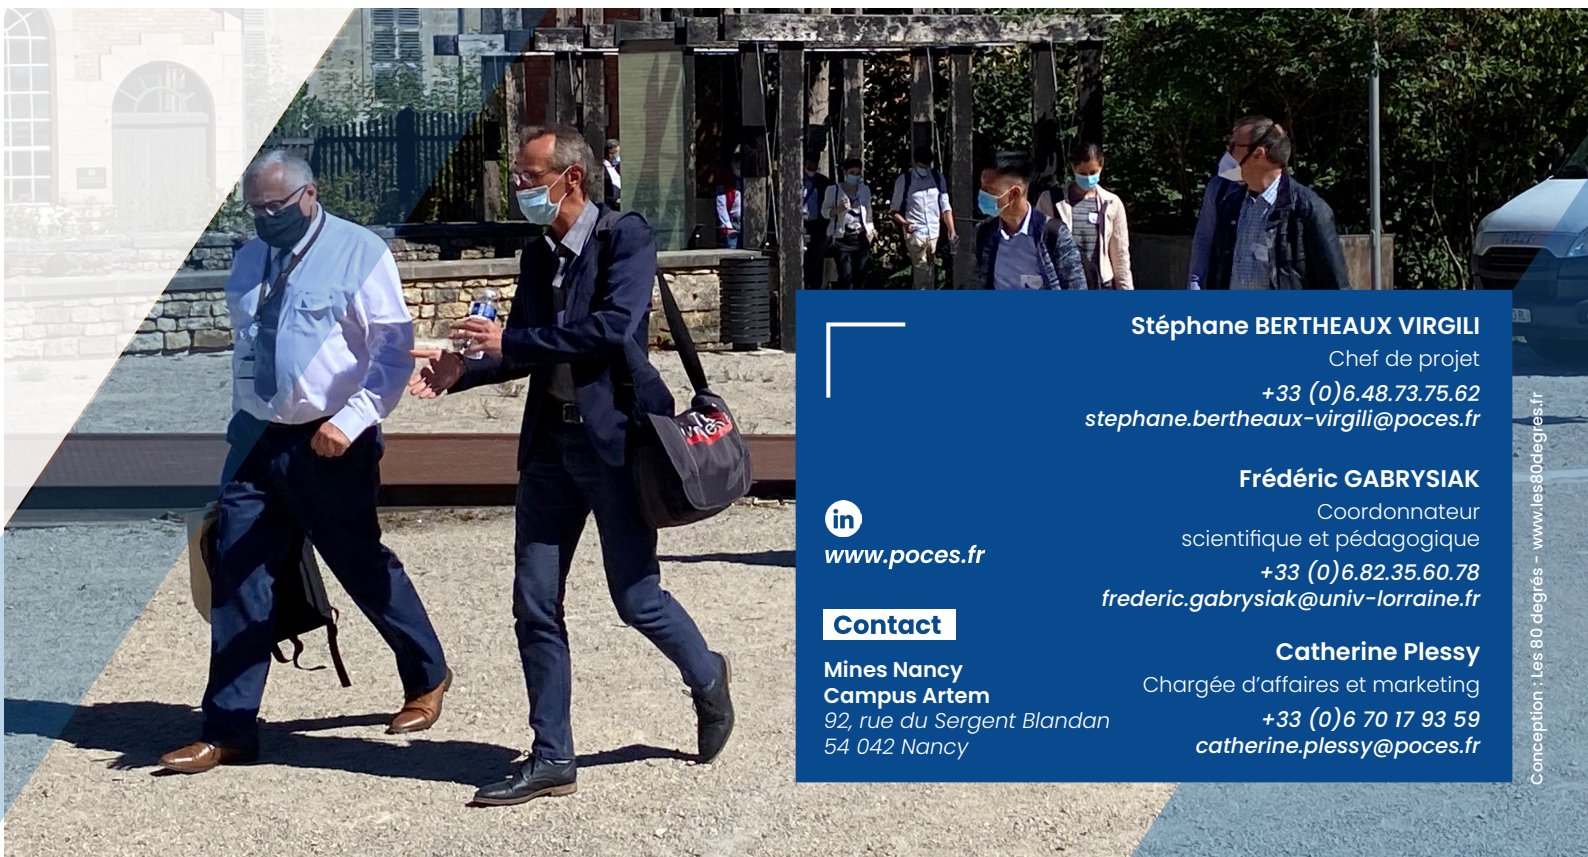 Stéphane BERTHEAUX VIRGILI
Chef de projet
+33 (0)6.48.73.75.62
stephane.bertheaux-virgili@poces.fr
Frédéric GABRYSIAK
Coordonnateur
scientifique et pédagogique
+33 (0)6.82.35.60.78
frederic.gabrysiak@univ-lorraine.fr
Catherine Plessy
Chargée d’affaires et marketing
+33 (0)6 70 17 93 59
catherine.plessy@poces.fr
in
www.poces.fr
Contact
Mines Nancy
Campus Artem
92, rue du Sergent Blandan
54 042 Nancy
Conception : Les 80 degrés - www.les80degres.fr